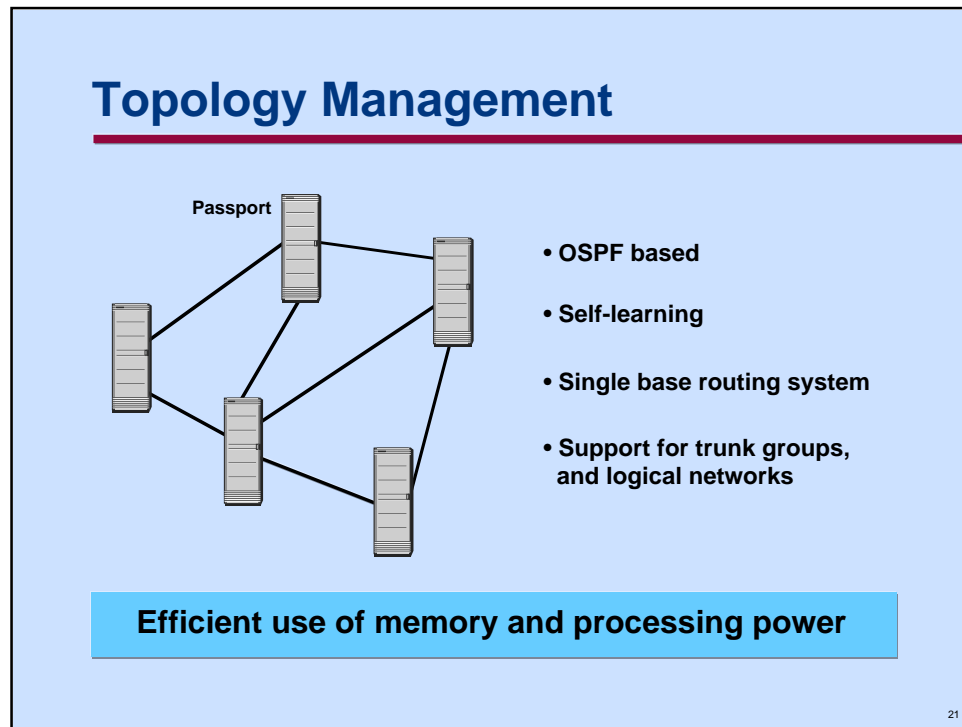 Topology Management
Passport
• OSPF based
• Self-learning
• Single base routing system
• Support for trunk groups,
and logical networks
Efficient use of memory and processing power
21